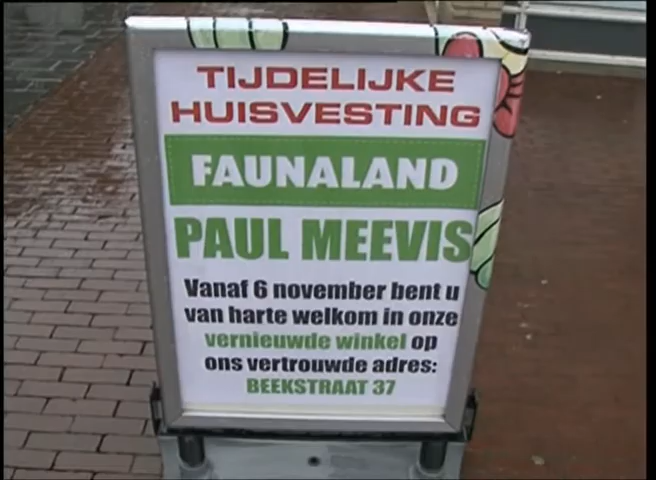 TIJDELIJKE
HUISVESTING
FAUNALAND
PAUL MEEVIS
Vanaf 6 november bent u
van harte welkom in onze
vernieuwde winkel op
ons vertrouwde adres:
BEEKSTRAAT 37